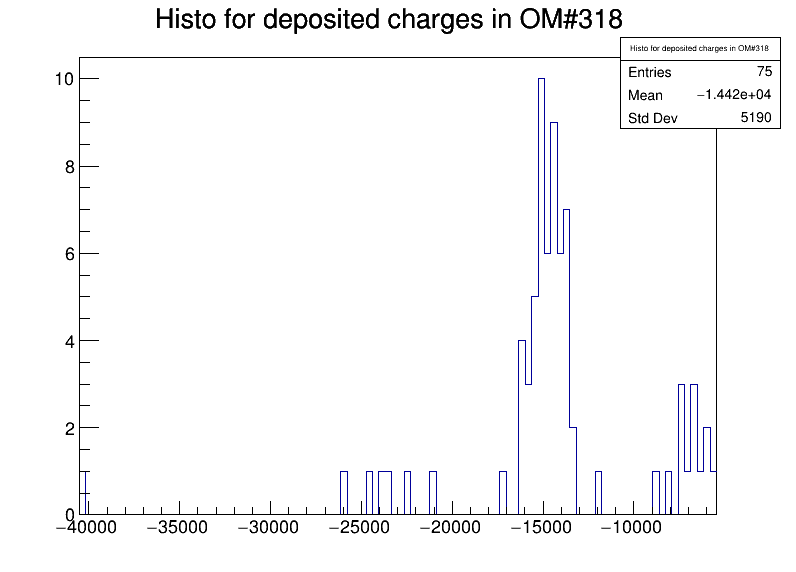 Histo for deposited charges in OM#318
Histo for deposited charges in OM#318
Entries 75
Mean −1.442e+04
Std Dev 5190
10
8
6
4
2
0
−40000 −35000 −30000 −25000 −20000 −15000 −10000